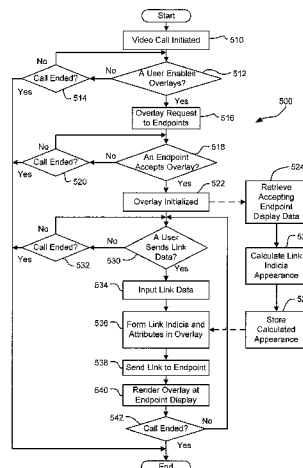 Start
Video Call Initiated
510
Call Ended?
No
A User Enables
Overlays?
512
Yes
514
Yes
Overlay Request
to Endpoints
516
500
Call Ended?
No
An Endpoint
Accepts Overlay?
518
Yes
520
Yes
522
Overlay Initialized
524
Retrieve
Accepting
Endpoint
Display Data
Call Ended?
No
A User
Sends Link
Data?
Yes
532
530
Yes
Calculate Link
Indicia
Appearance
534
Input Link Data
536
Form Link Indicia and
Attributes in Overlay
Store
Calculated
Appearance
538
Send Link to Endpoint
540
Render Overlay at
Endpoint Display
542
Call Ended?
No
Yes
End